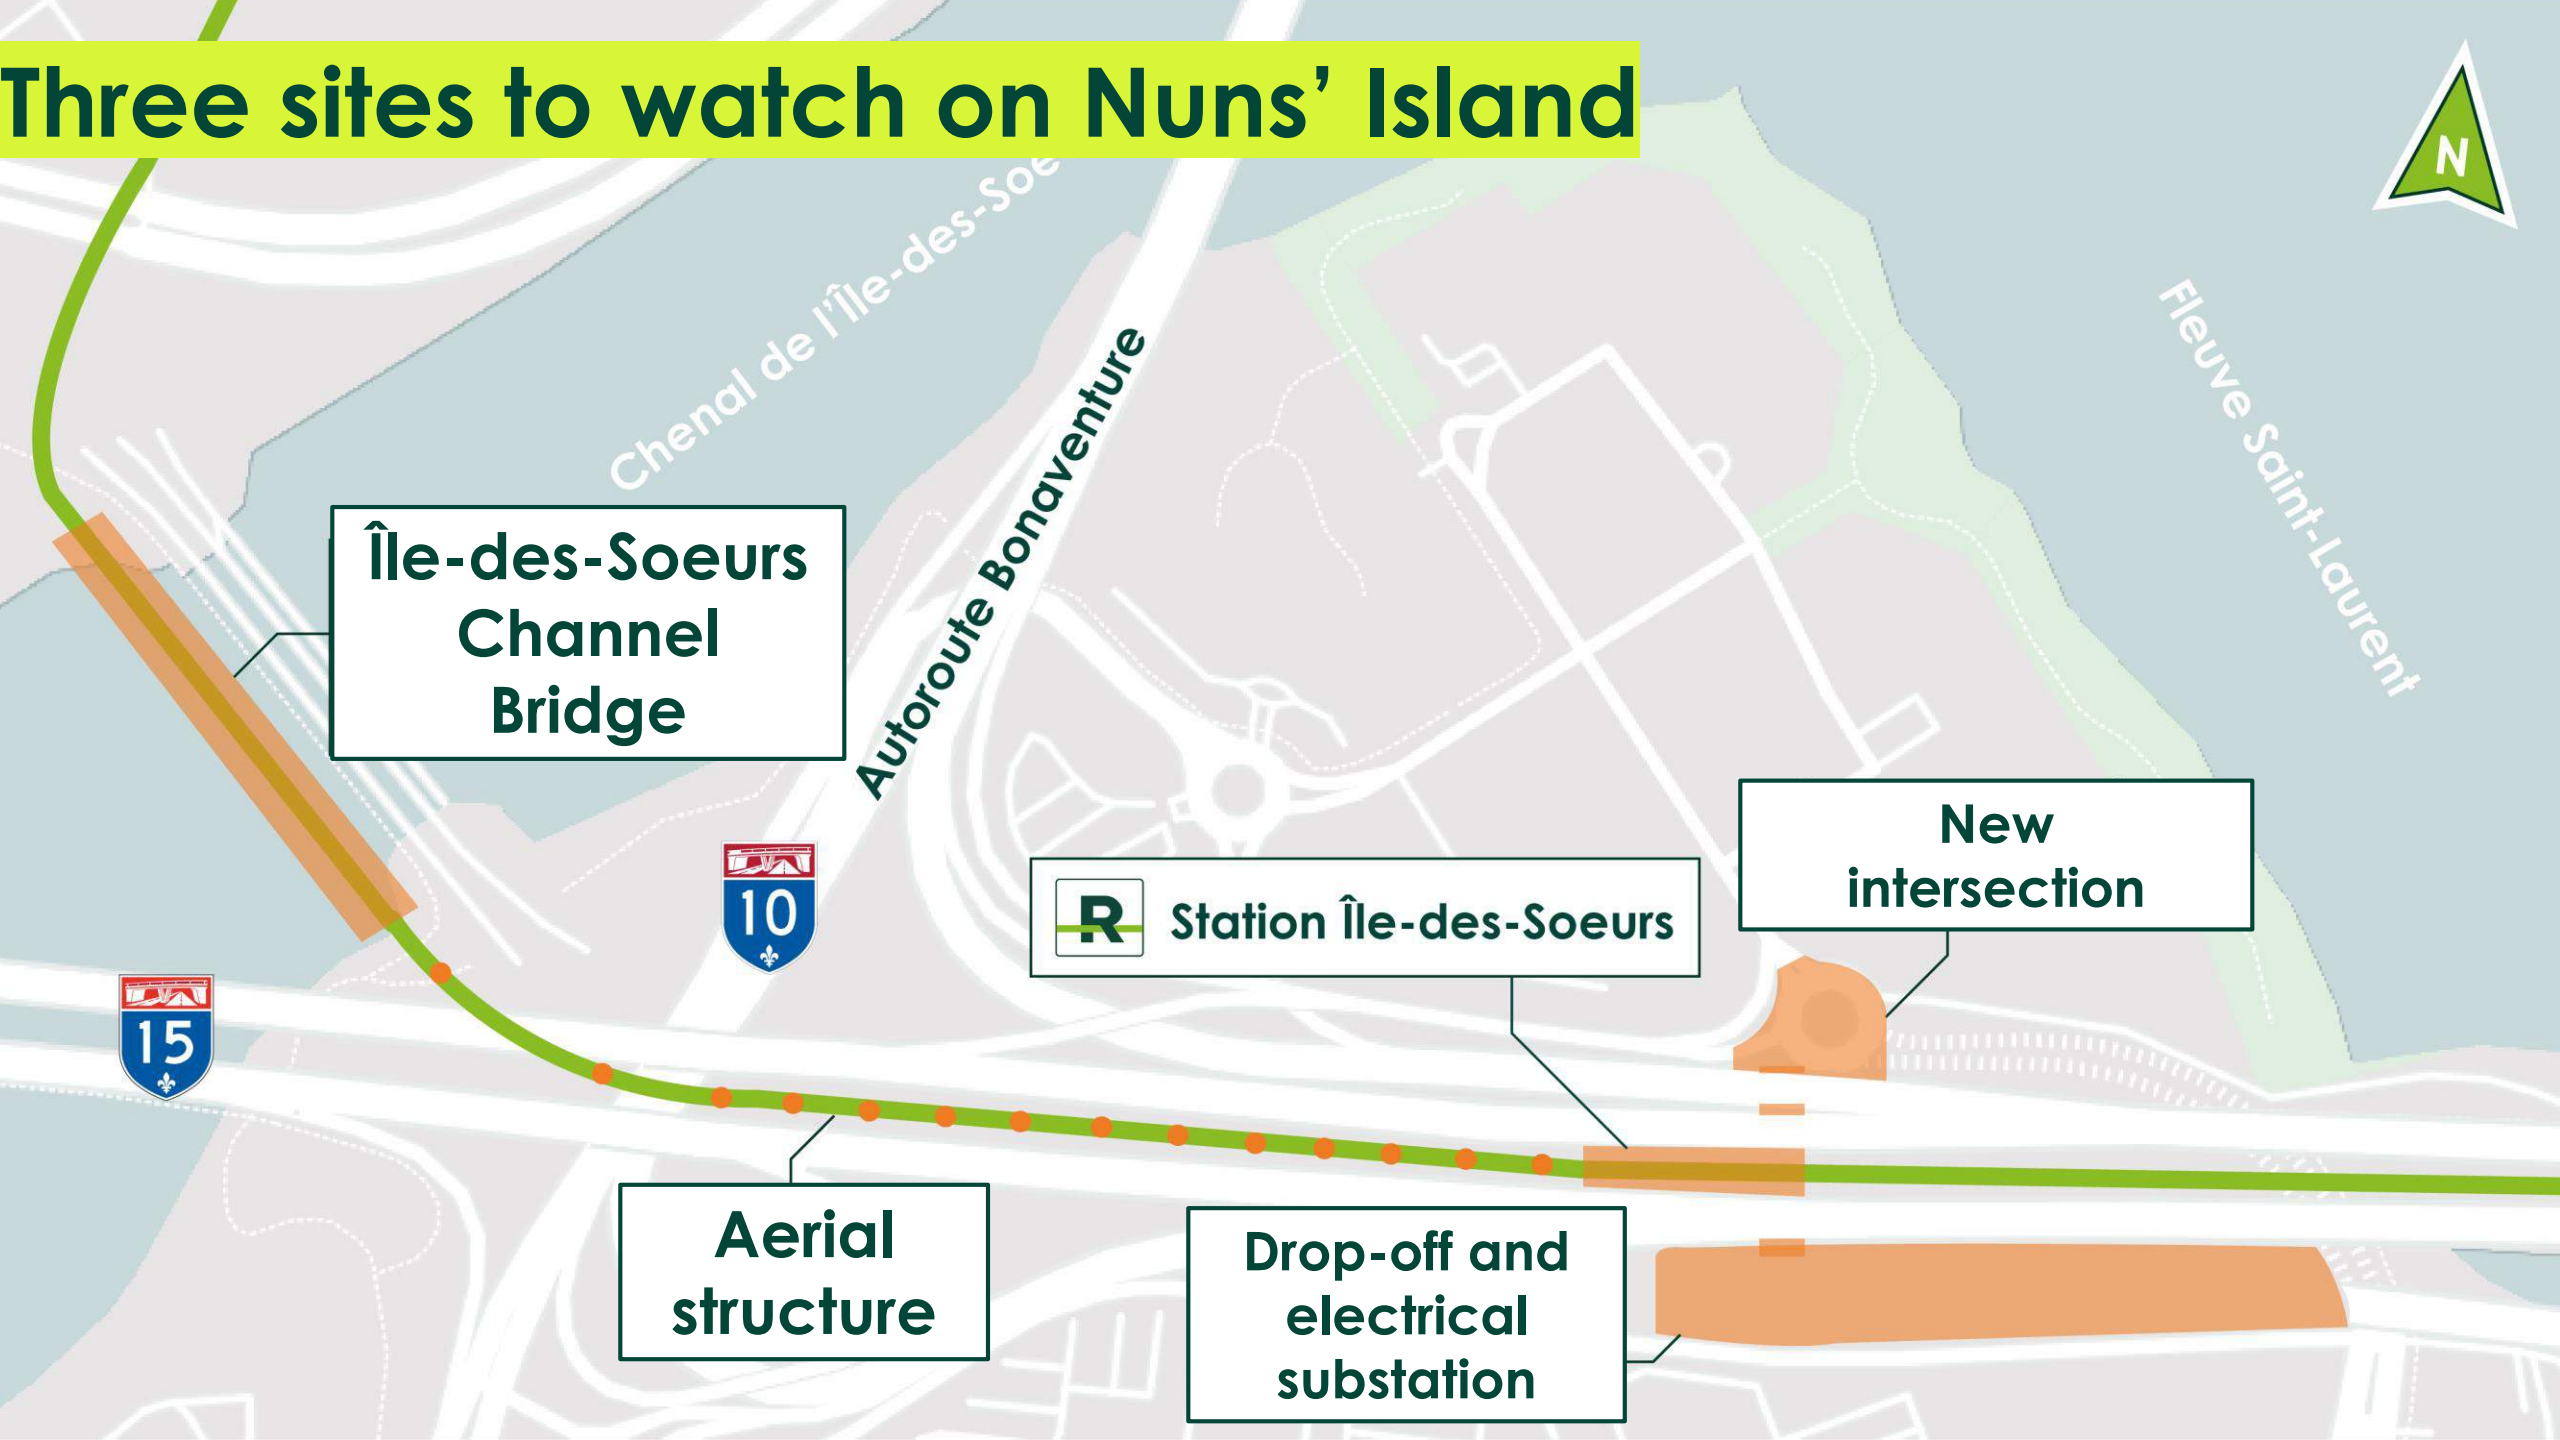 Three sites to watch on Nuns’ Island
N
Chenal de l'Île-des-Soe
Fleuve Saint-Laurent
Autoroute Bonaventure
Île-des-Soeurs
Channel
Bridge
New
intersection
10
R Station Île-des-Soeurs
15
Aerial
structure
Drop-off and
electrical
substation